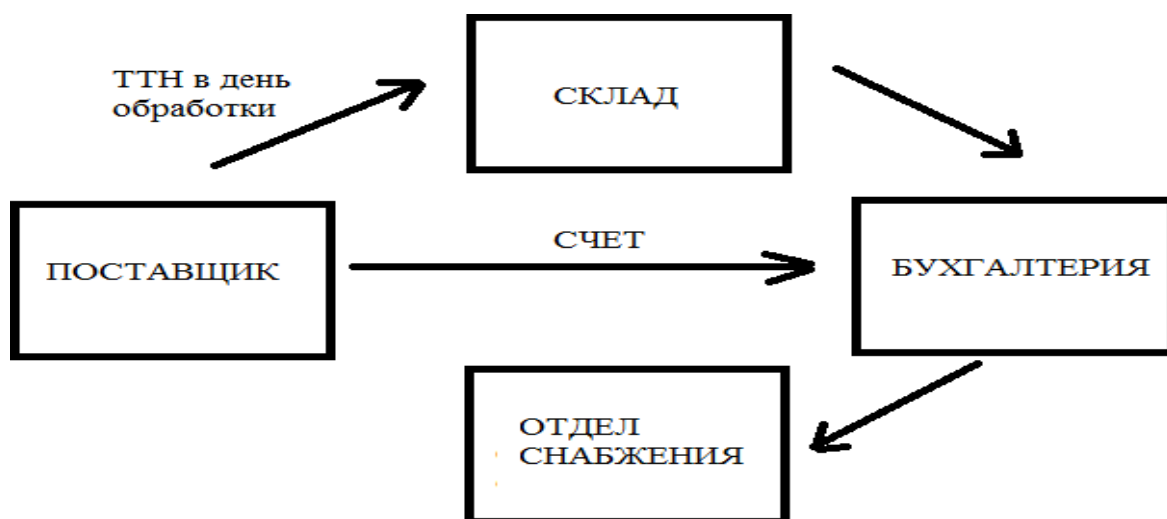 ТТН в день
обработки
СКЛАД
ПОСТАВЩИК
СЧЕТ
БУХГАЛТЕРИЯ
ОТДЕЛ
СНАБЖЕНИЯ